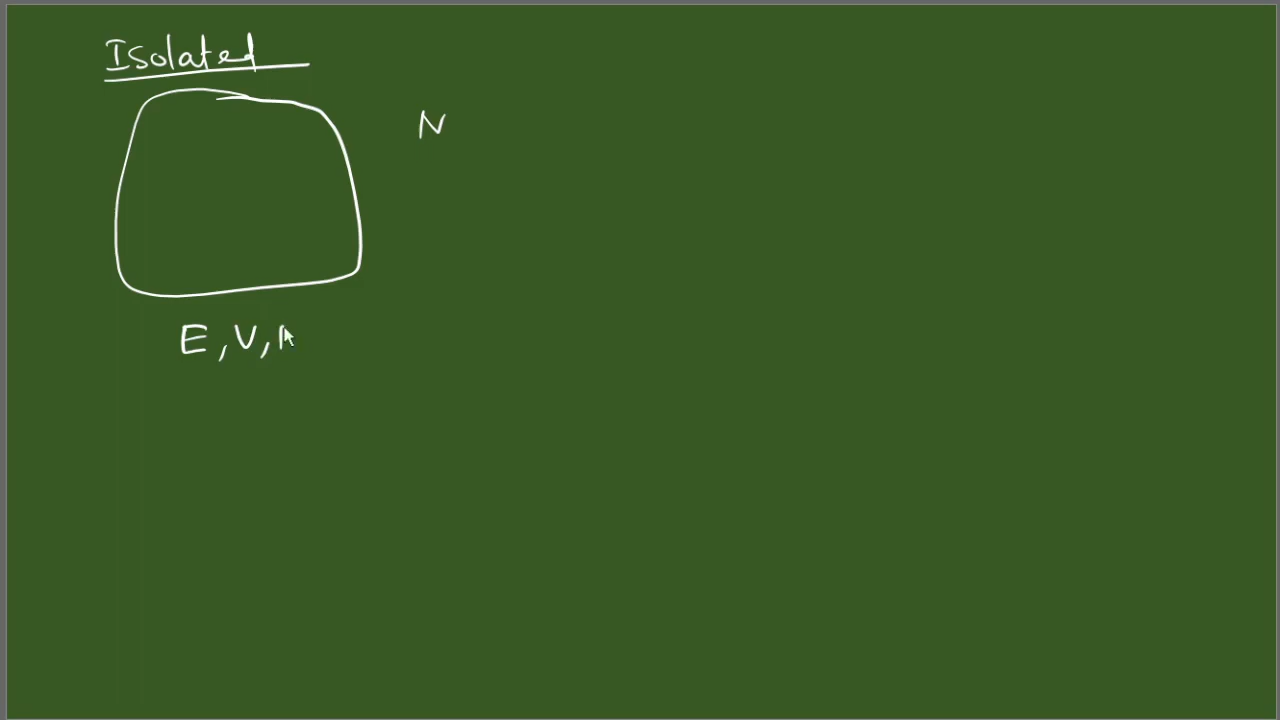 Isolated
N
E, V,